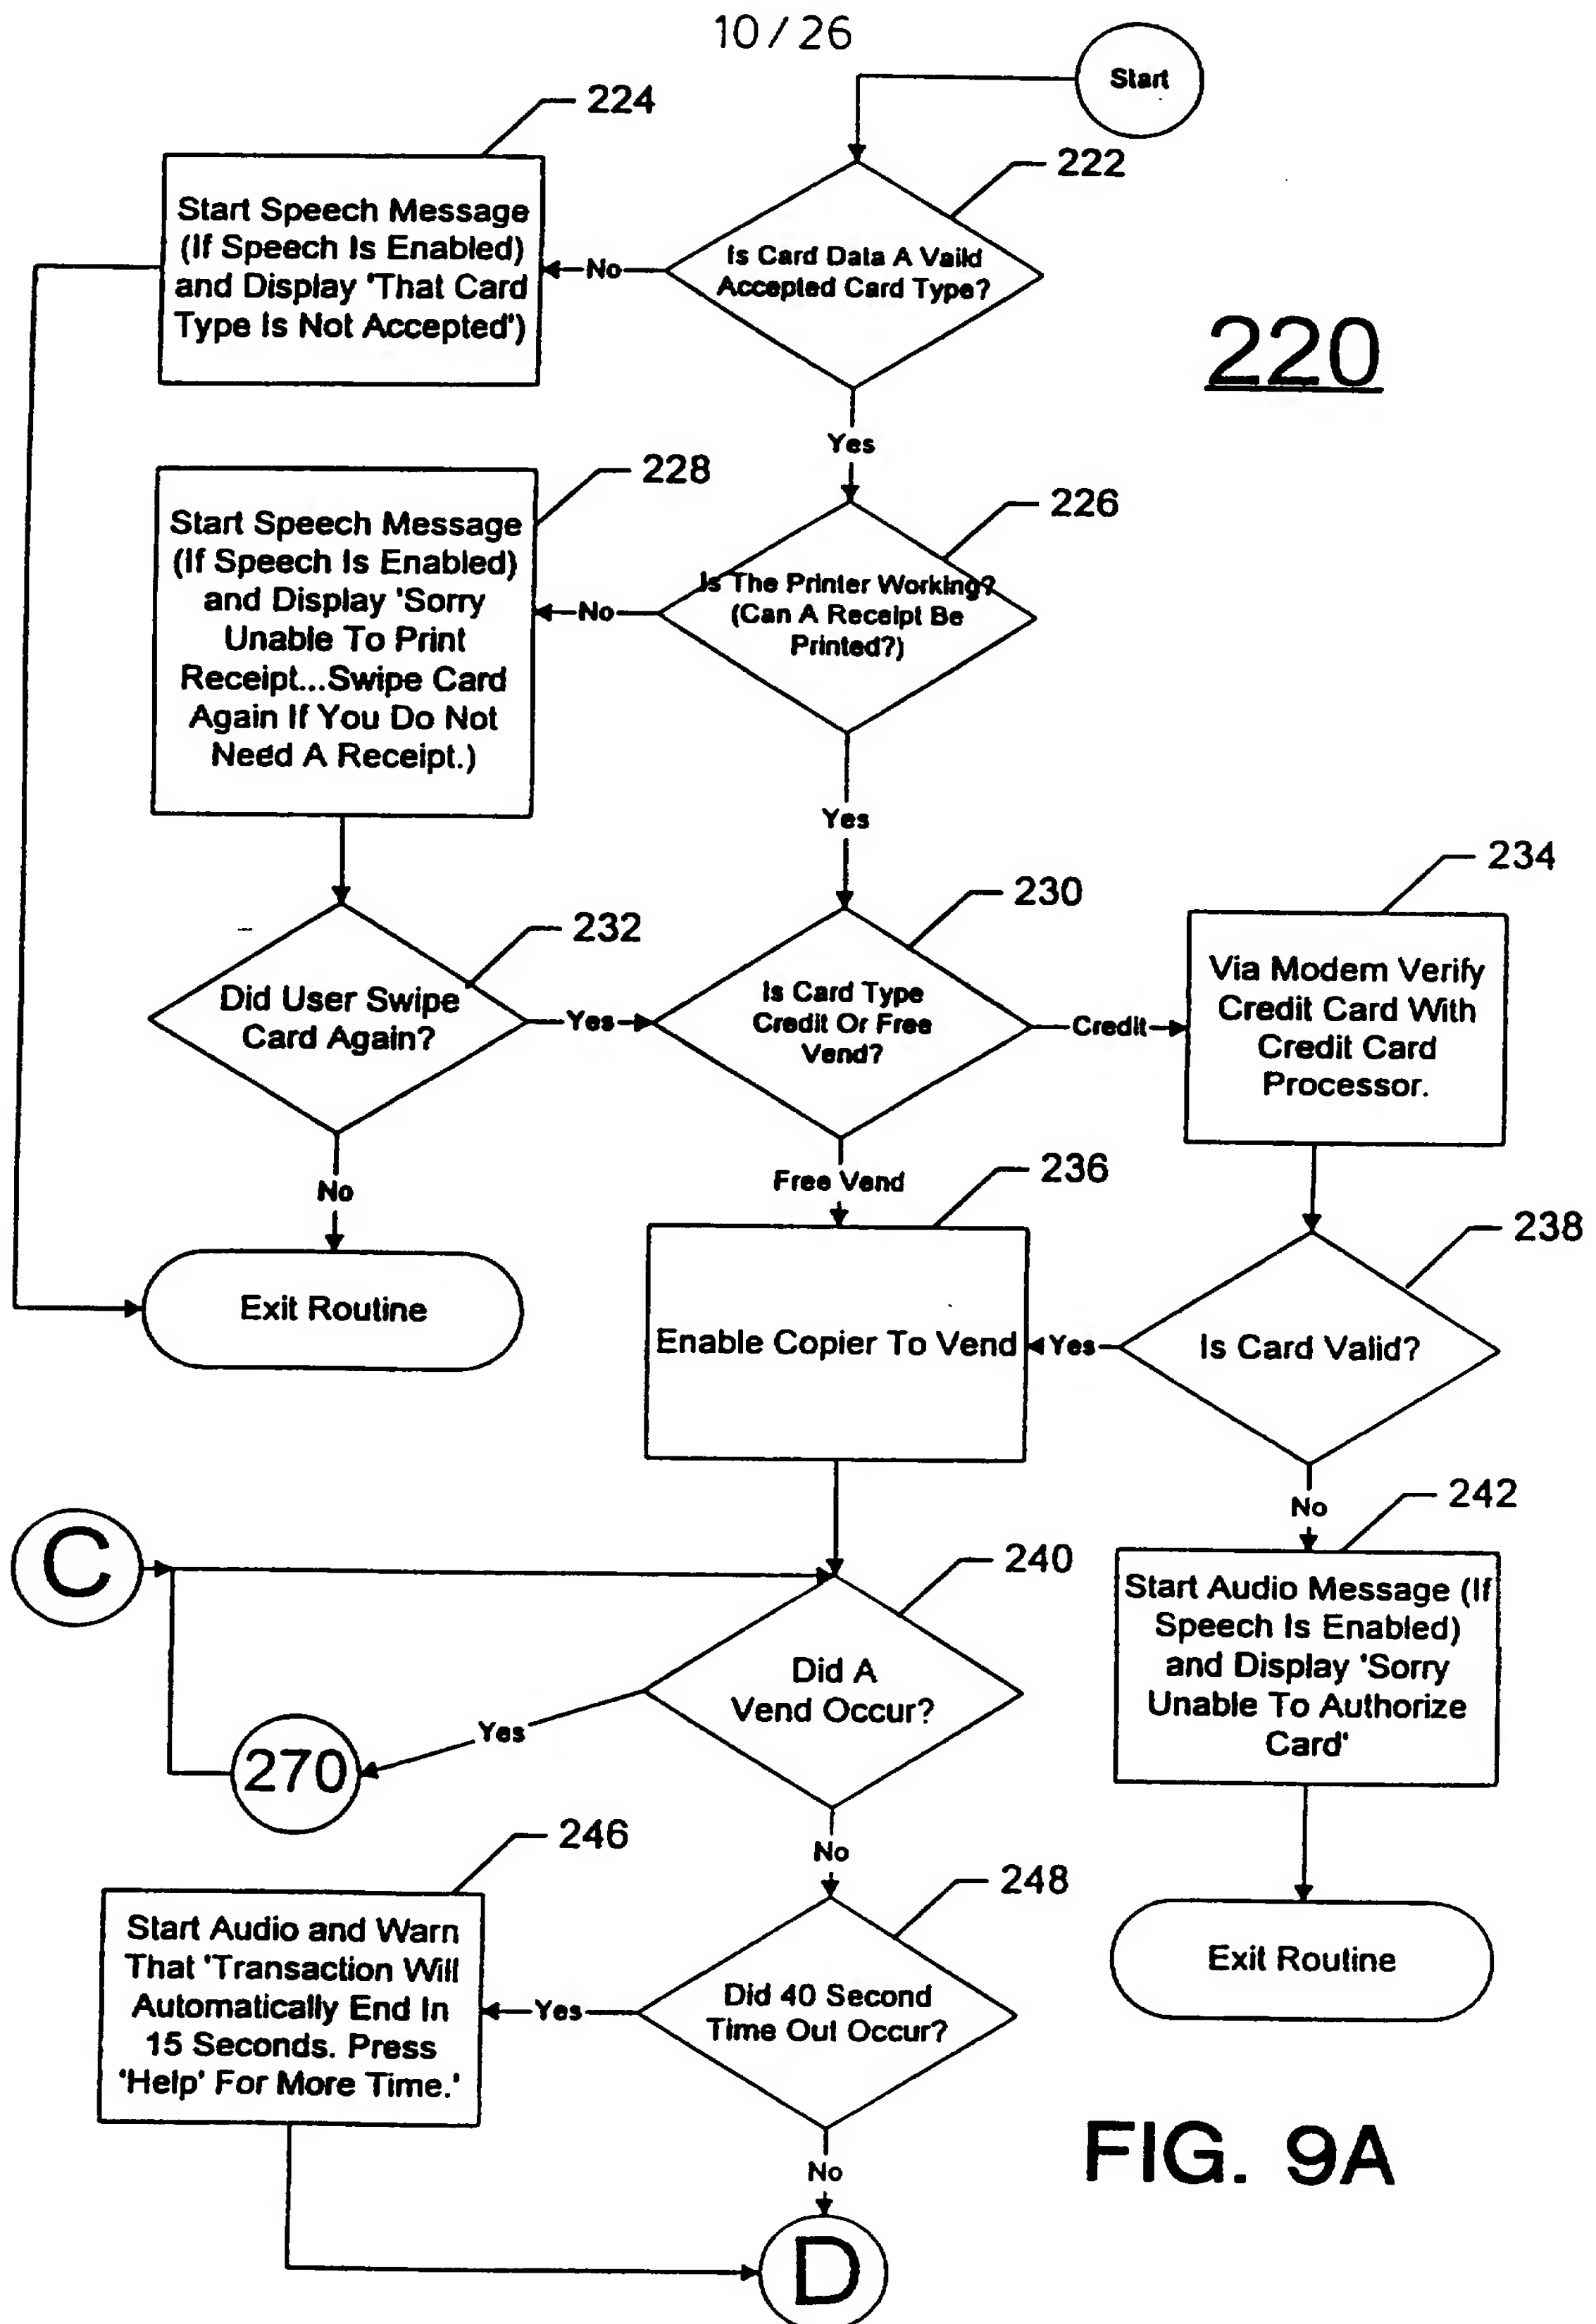 10/26
Start
224
222
Start Speech Message
(If Speech Is Enabled)
and Display 'That Card
Type Is Not Accepted')
No
Is Card Data A Vaild
Accepted Card Type?
220
Yes
228
226
Start Speech Message
(If Speech Is Enabled)
and Display 'Sorry
Unable To Print
Receipt...Swipe Card
Again If You Do Not
Need A Receipt.)
No
Is The Printer Working?
(Can A Receipt Be
Printed?)
Yes
234
230
232
Did User Swipe
Card Again?
Yes
Is Card Type
Credit Or Free
Vend?
Credit
Via Modem Verify
Credit Card With
Credit Card
Processor.
No
Free Vend
236
238
Exit Routine
Enable Copier To Vend
Yes
Is Card Valid?
No
242
C
240
Start Audio Message (If
Speech Is Enabled)
and Display 'Sorry
Unable To Authorize
Card'
Did A
Vend Occur?
Yes
270
No
246
248
Start Audio and Warn
That 'Transaction Will
Automatically End In
15 Seconds. Press
'Help' For More Time.'
Yes
Did 40 Second
Time Out Occur?
Exit Routine
No
FIG. 9A
D